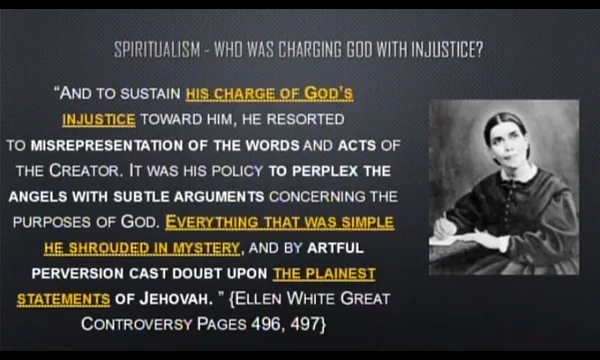 SPIRITUALISM - WHO WAS CHARGING GOD WITH INJUSTICE?
“AND TO SUSTAIN HIS CHARGE OF GOD’S
INJUSTICE TOWARD HIM, HE RESORTED
TO MISREPRESENTATION OF THE WORDS AND ACTS OF
THE CREATOR. IT WAS HIS POLICY TO PERPLEX THE
ANGELS WITH SUBTLE ARGUMENTS CONCERNING THE
PURPOSES OF GOD. EVERYTHING THAT WAS SIMPLE
HE SHROUDED IN MYSTERY, AND BY ARTFUL
PERVERSION CAST DOUBT UPON THE PLAINEST
STATEMENTS OF JEHOVAH. ” {ELLEN WHITE GREAT
CONTROVERSY PAGES 496, 497}